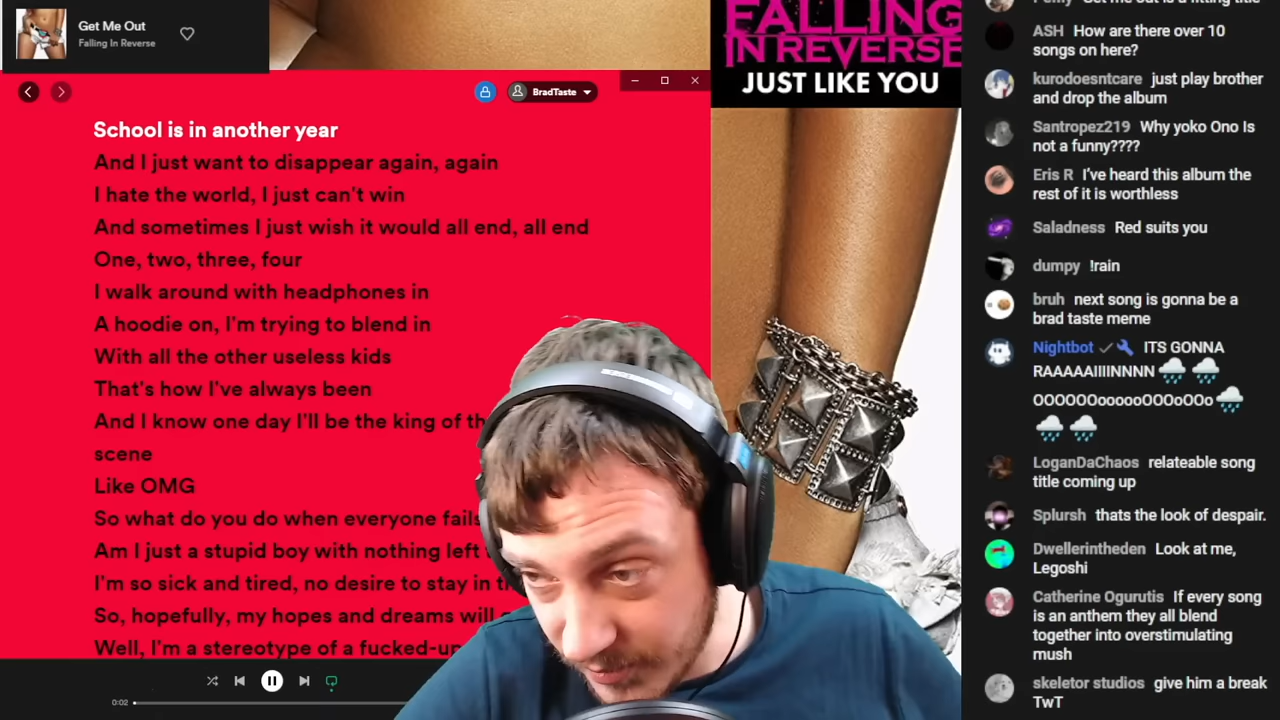 Get Me Out
Falling In Reverse
BradTaste
School is in another year
And I just want to disappear again, again
I hate the world, I just can't win
And sometimes I just wish it would all end, all end
One, two, three, four
I walk around with headphones in
A hoodie on, I'm trying to blend in
With all the other useless kids
That's how I've always been
And I know one day I'll be the king of th
scene
Like OMG
So what do you do when everyone fails
Am I just a stupid boy with nothing left
I'm so sick and tired, no desire to stay in t
So, hopefully, my hopes and dreams will
Well, I'm a stereotype of a fucked-up
0:02
FALLING
IN REVERSE
JUST LIKE YOU
Get me out is a fitting title
ASH How are there over 10
songs on here?
kurodoesntcare just play brother
and drop the album
Santropez219 Why yoko Ono Is
not a funny????
Eris R I've heard this album the
rest of it is worthless
Saladness Red suits you
dumpy !rain
bruh next song is gonna be a
brad taste meme
Nightbot ITS GONNA
RAAAAAIIIINNNN 🌧️ 🌧️
OOOOOOoooooOOOoOOo 🌧️
🌧️ 🌧️
LoganDaChaos relateable song
title coming up
Splursh thats the look of despair.
Dwellerintheden Look at me,
Legoshi
Catherine Ogurutis If every song
is an anthem they all blend
together into overstimulating
mush
skeletor studios give him a break
TwT